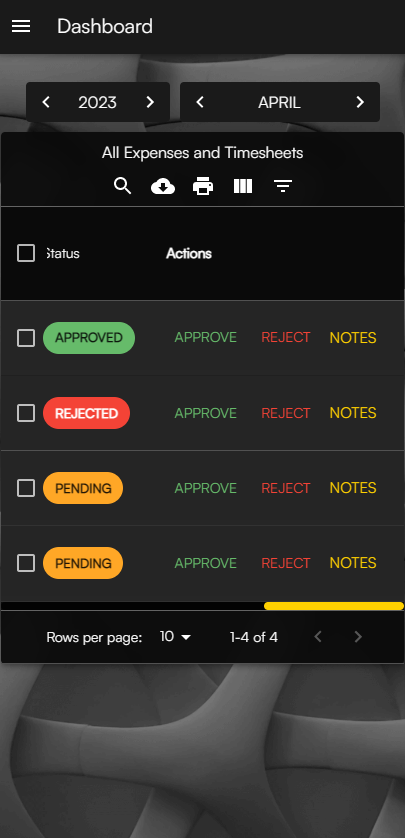 Dashboard
2023 APRIL
All Expenses and Timesheets
Status Actions
APPROVED APPROVE REJECT NOTES
REJECTED APPROVE REJECT NOTES
PENDING APPROVE REJECT NOTES
PENDING APPROVE REJECT NOTES
Rows per page: 10 1-4 of 4